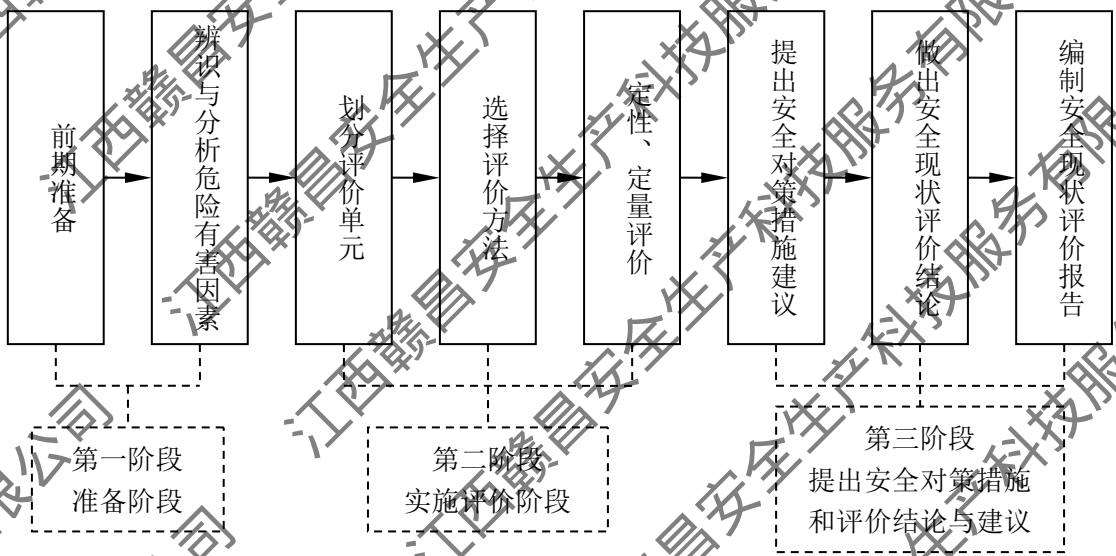 前期准备
辨识与分析危险有害因素
划分评价单元
选择评价方法
定性、定量评价
提出安全对策措施建议
做出安全现状评价结论
编制安全现状评价报告
第一阶段
准备阶段
第二阶段
实施评价阶段
第三阶段
提出安全对策措施
和评价结论与建议
江西赣昌安全生产科技服务有限公司